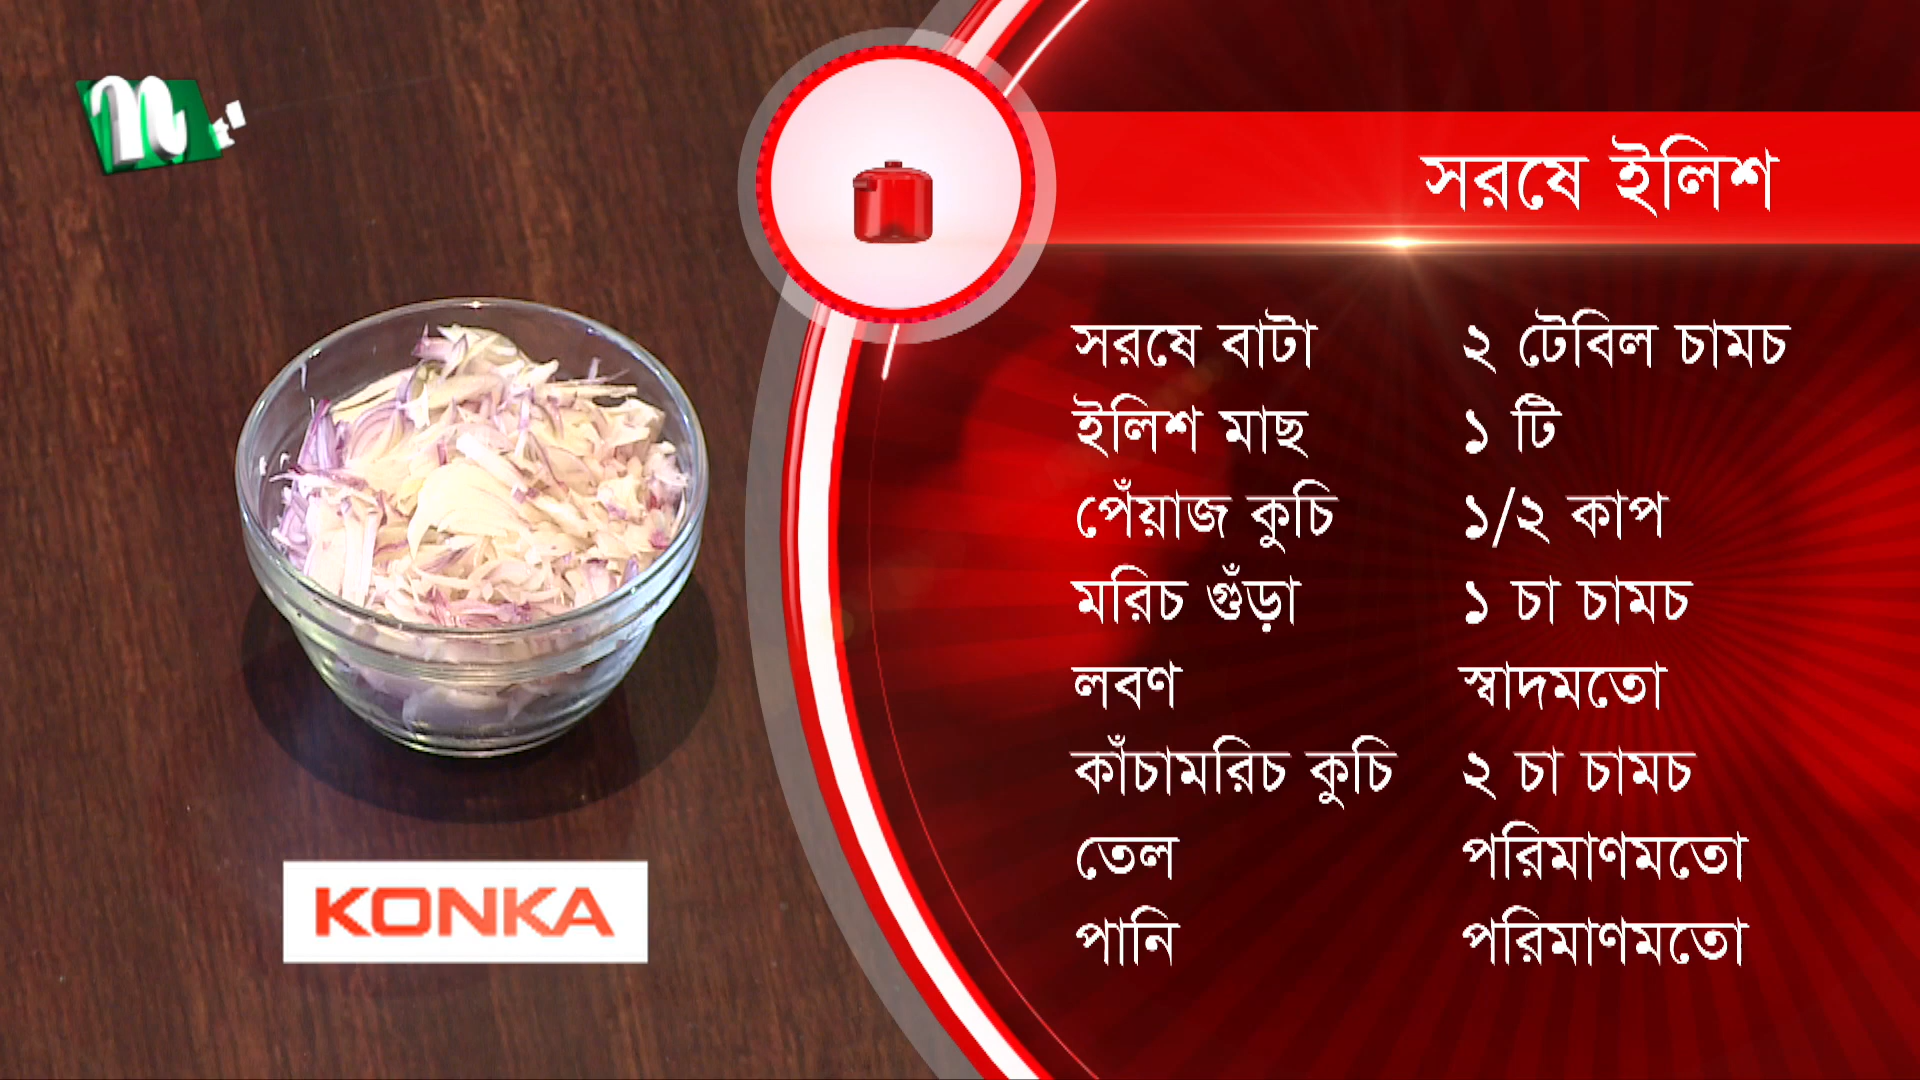 সরষে ইলিশ
সরষে বাটা ২ টেবিল চামচ
ইলিশ মাছ ১ টি
পেঁয়াজ কুচি ১/২ কাপ
মরিচ গুঁড়া ১ চা চামচ
লবণ স্বাদমতো
কাঁচামরিচ কুচি ২ চা চামচ
তেল পরিমাণমতো
পানি পরিমাণমতো
KONKA